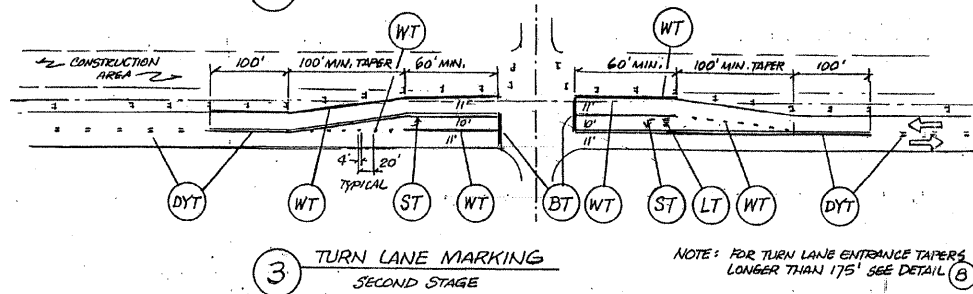 WT
WT
CONSTRUCTION
AREA
100' 100' MIN. TAPER 60' MIN.
60' MIN. 100' MIN. TAPER 100'
11'
10'
11'
11'
10'
11'
4' 20'
TYPICAL
DYT WT ST WT BT WT ST LT WT DYT
3 TURN LANE MARKING
SECOND STAGE
NOTE: FOR TURN LANE ENTRANCE TAPERS
LONGER THAN 175' SEE DETAIL 8